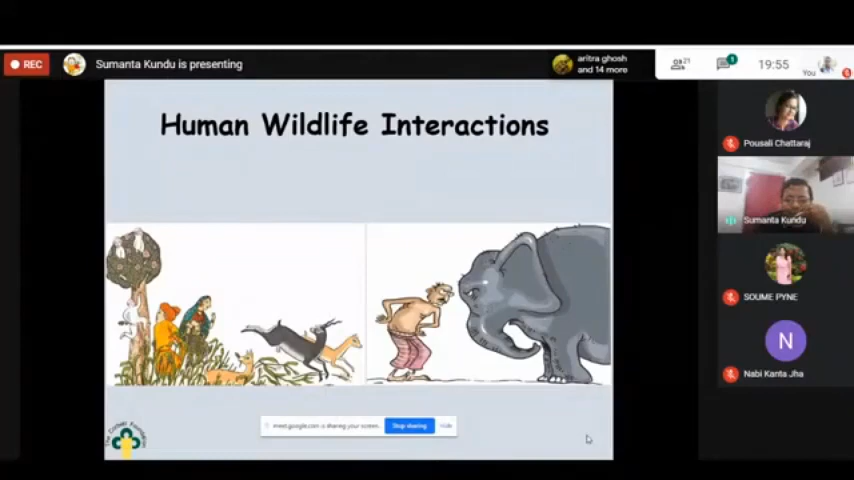 REC
Sumanta Kundu is presenting
aritra ghosh
and 14 more
21
1
19:55
You
Human Wildlife Interactions
Pousali Chattaraj
Sumanta Kundu
SOUME PYNE
N
Nabi Kanta Jha
meet.google.com is sharing your screen.
Stop sharing
Hide